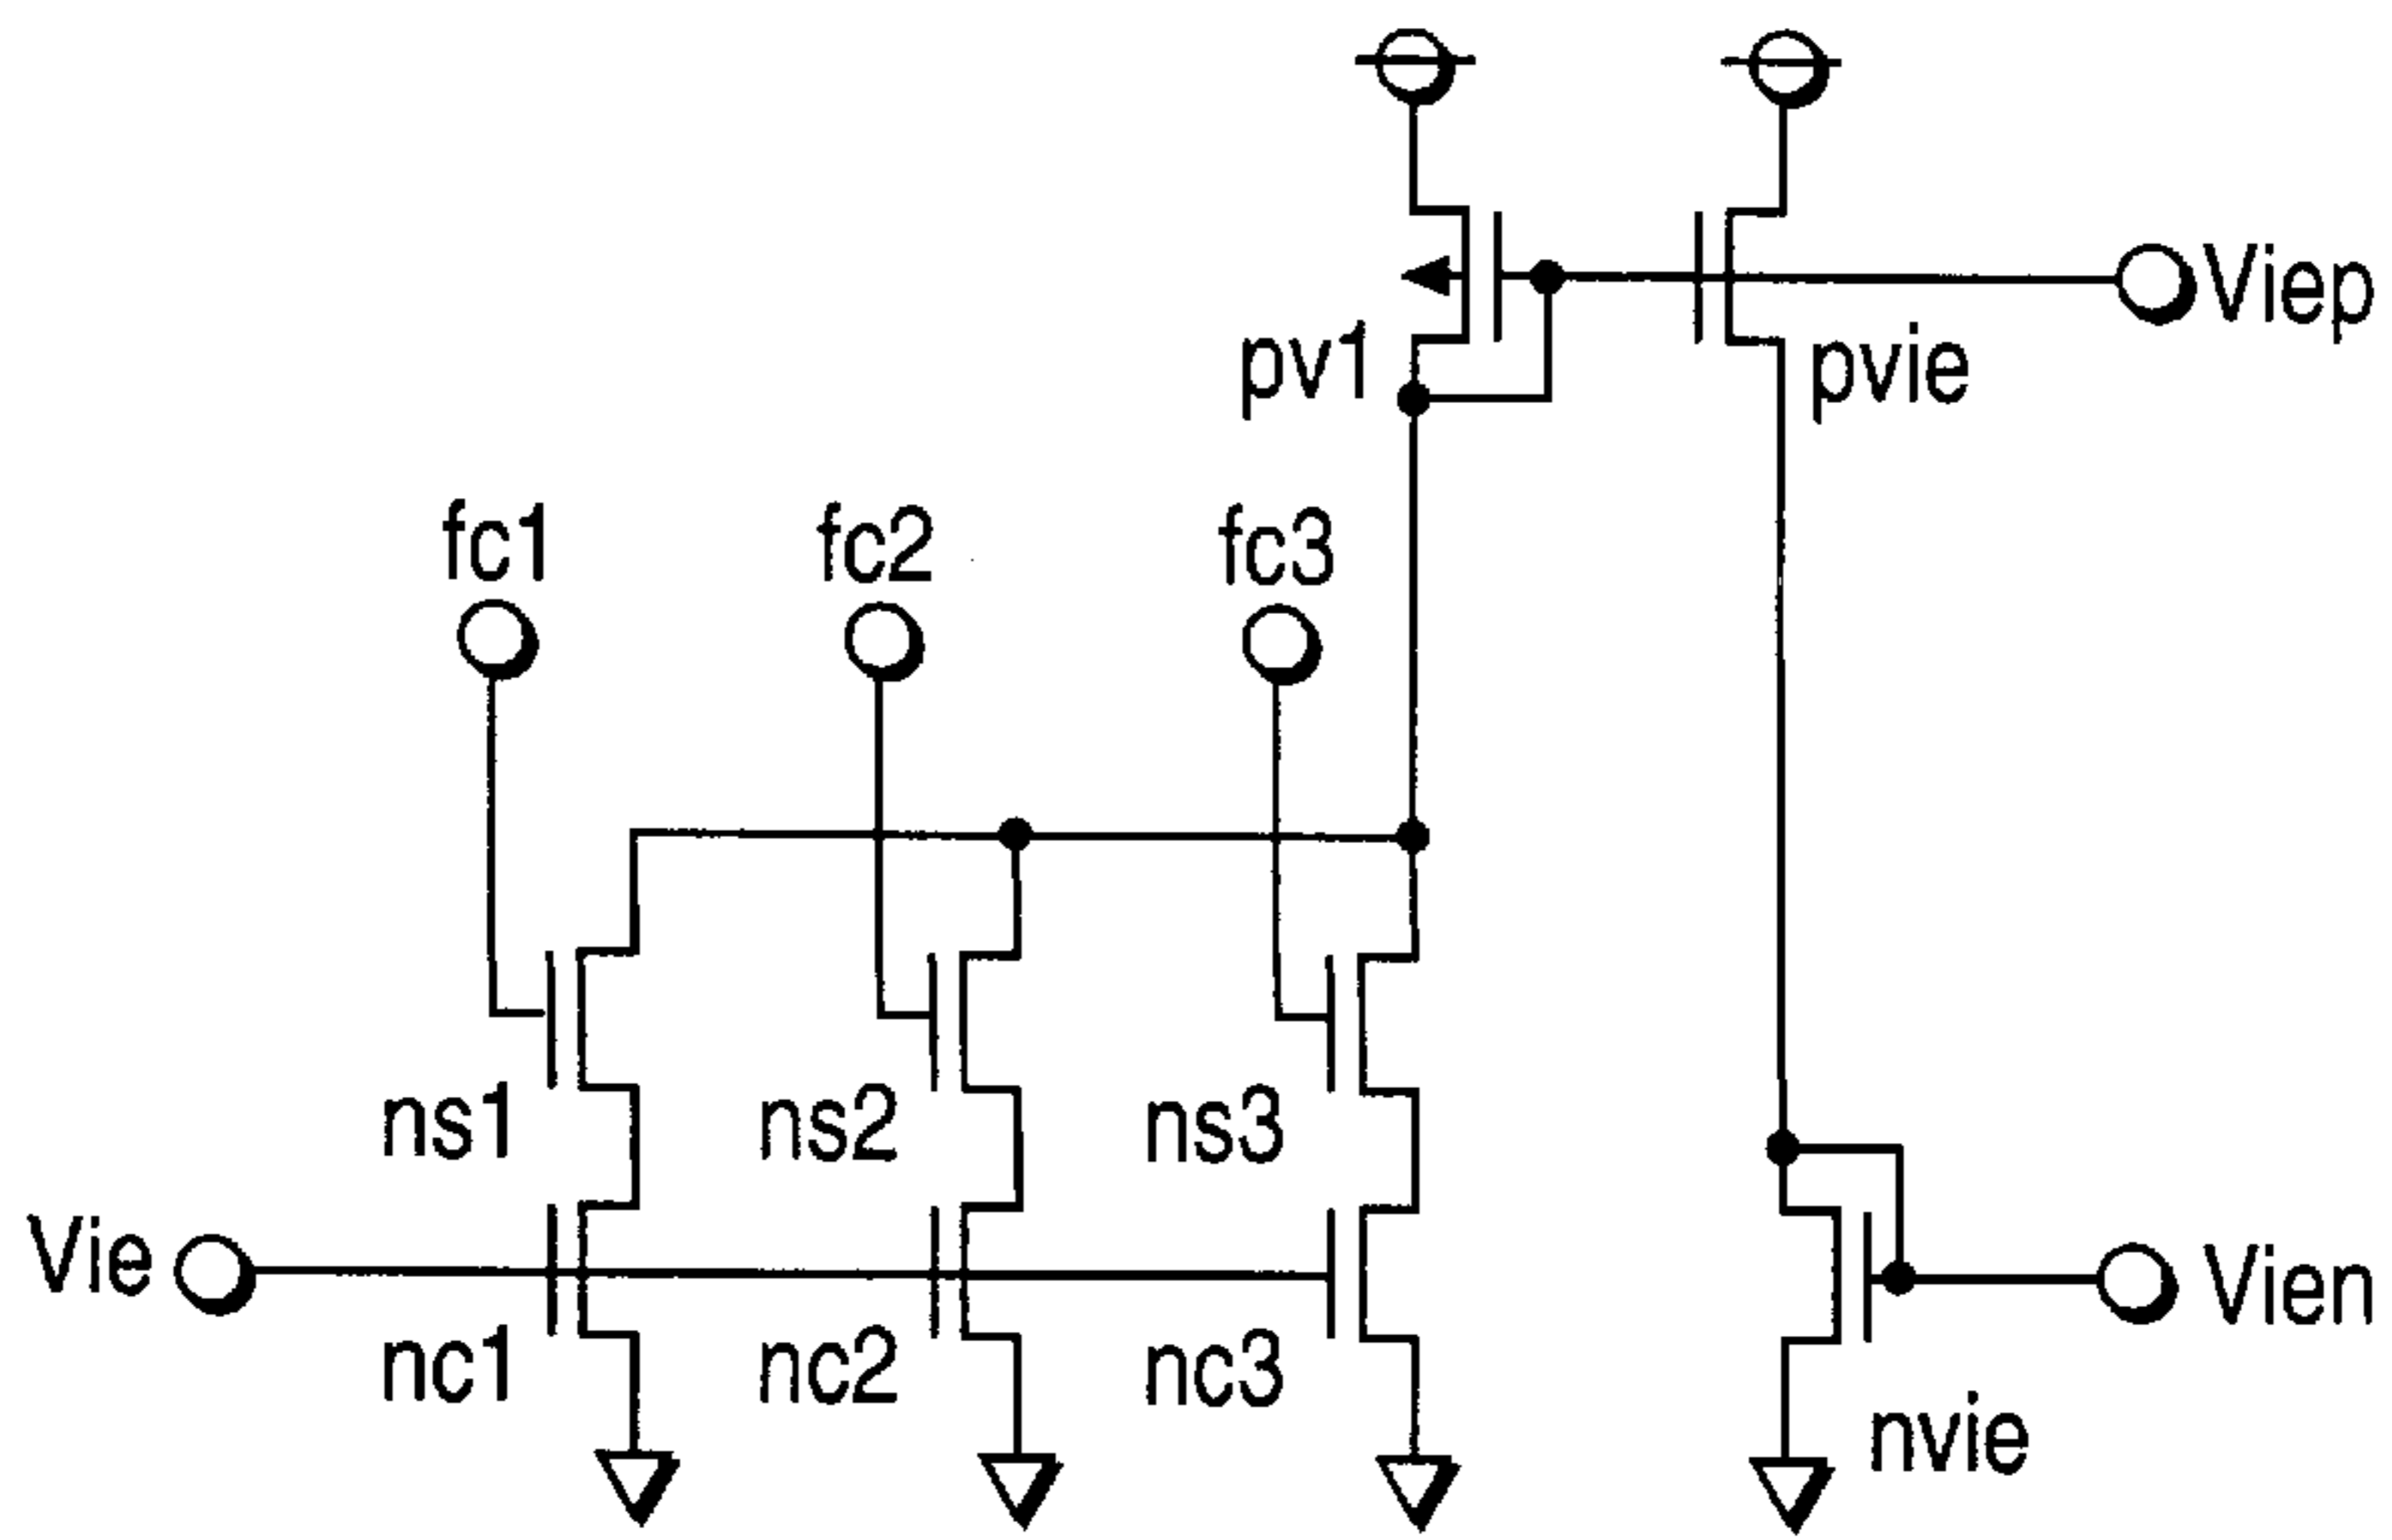 Viep
pv1
pvie
fc1
fc2
fc3
ns1
ns2
ns3
Vie
Vien
nc1
nc2
nc3
nvie